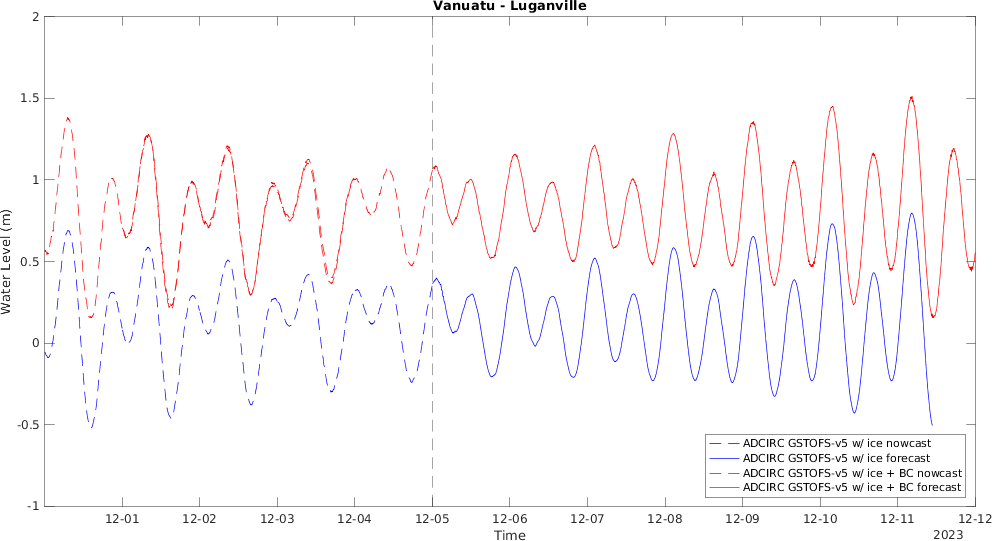 Vanuatu - Luganville
2
1.5
1
0.5
0
-0.5
-1
Water Level (m)
12-01 12-02 12-03 12-04 12-05 12-06 12-07 12-08 12-09 12-10 12-11 12-12
Time
2023
ADCIRC GSTOFS-v5 w/ ice nowcast
ADCIRC GSTOFS-v5 w/ ice forecast
ADCIRC GSTOFS-v5 w/ ice + BC nowcast
ADCIRC GSTOFS-v5 w/ ice + BC forecast